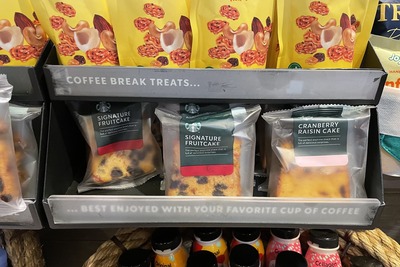 COFFEE BREAK TREATS...
SIGNATURE
FRUITCAKE
SIGNATURE
FRUITCAKE
CRANBERRY
RAISIN CAKE
... BEST ENJOYED WITH YOUR FAVORITE CUP OF COFFEE